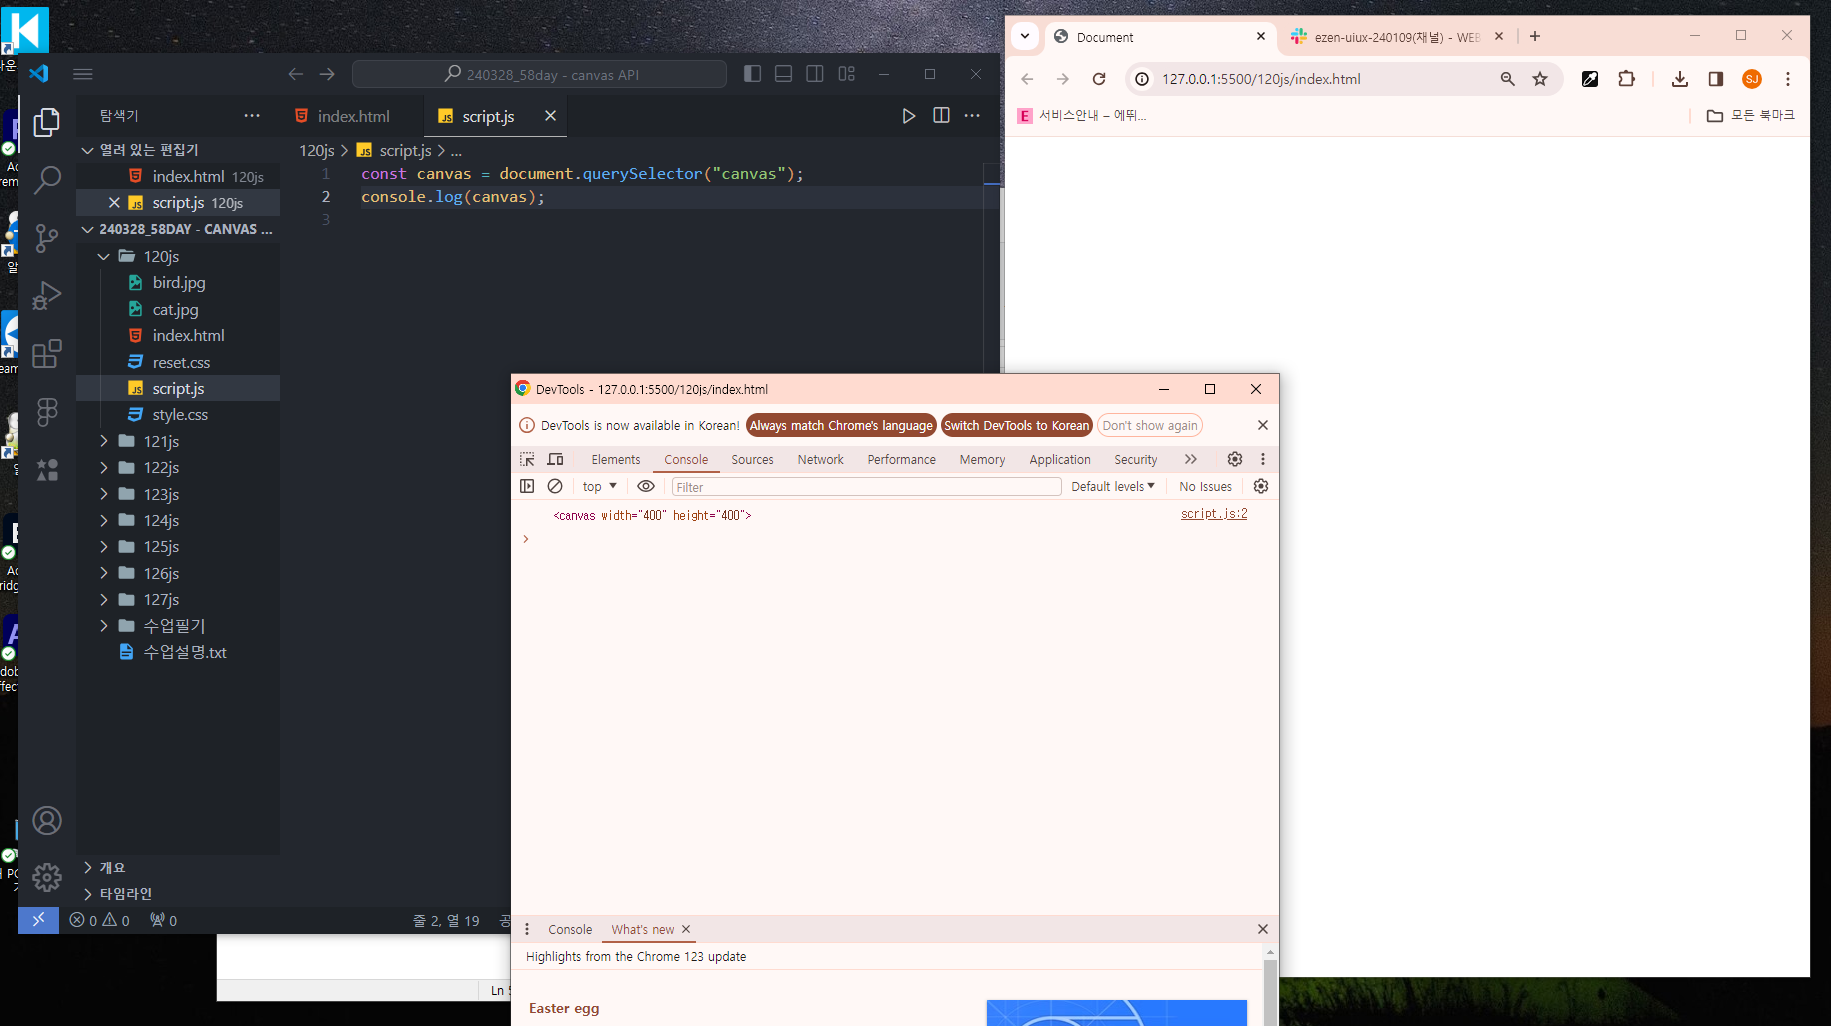 240328_58day - canvas API
탐색기
index.html
script.js
열려 있는 편집기
index.html 120js
script.js 120js
240328_58DAY - CANVAS ...
120js
bird.jpg
cat.jpg
index.html
reset.css
script.js
style.css
121js
122js
123js
124js
125js
126js
127js
수업필기
수업설명.txt
개요
타임라인
0 0 0
줄 2, 열 19
120js > script.js > ...
1 const canvas = document.querySelector("canvas");
2 console.log(canvas);
3
Document
ezen-uiux-240109(채널) - WEB
127.0.0.1:5500/120js/index.html
SJ
E 서비스안내 – 에뛰...
모든 북마크
DevTools - 127.0.0.1:5500/120js/index.html
DevTools is now available in Korean! Always match Chrome's language Switch DevTools to Korean Don't show again
Elements Console Sources Network Performance Memory Application Security
top Filter Default levels No Issues
<canvas width="400" height="400"> script.js:2
Console What's new
Highlights from the Chrome 123 update
Easter egg
Ln